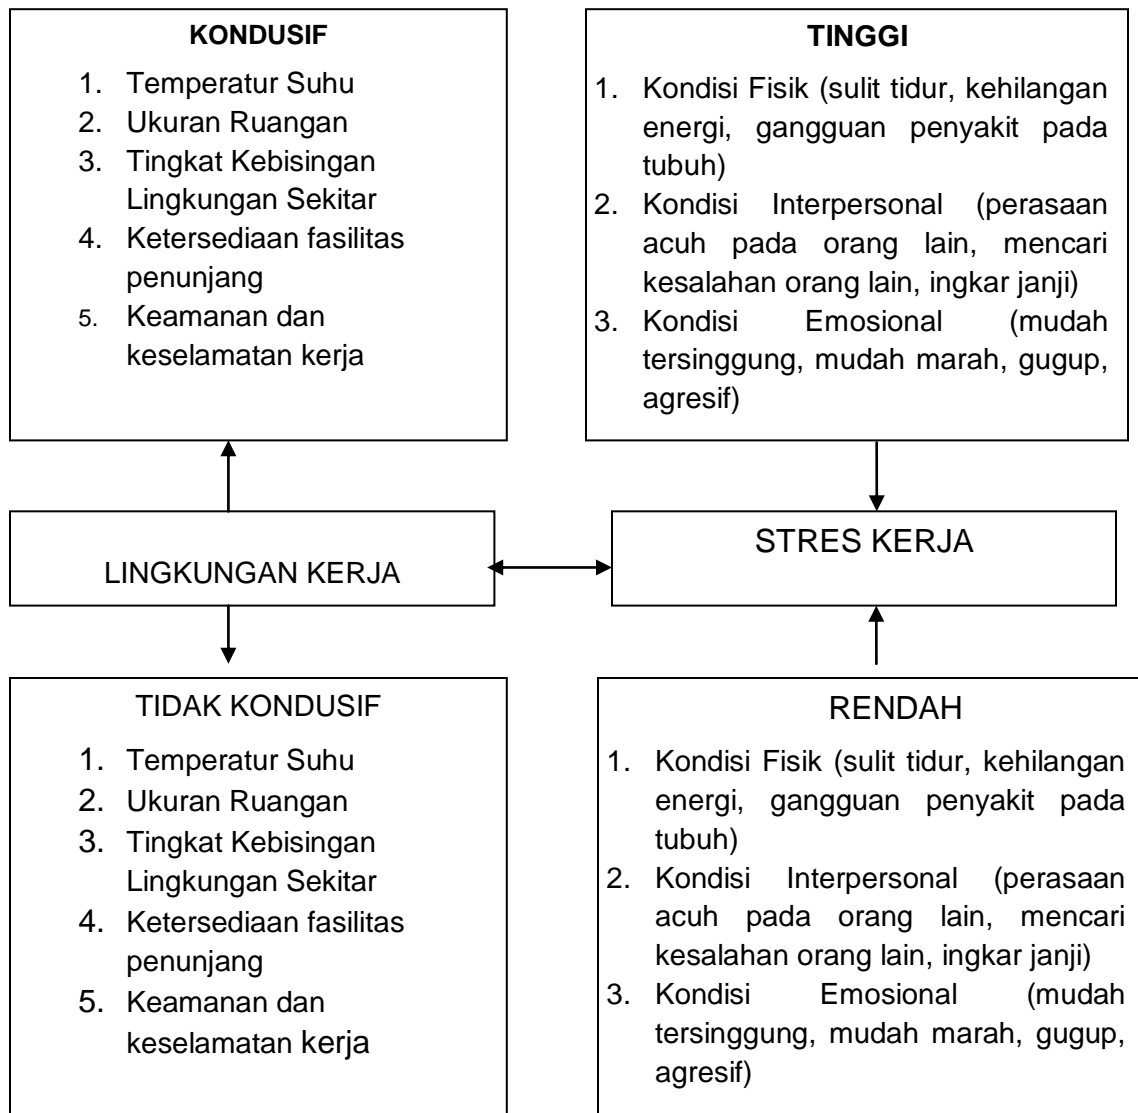 KONDUSIF
1. Temperatur Suhu
2. Ukuran Ruangan
3. Tingkat Kebisingan
Lingkungan Sekitar
4. Ketersediaan fasilitas
penunjang
5. Keamanan dan
keselamatan kerja
TINGGI
1. Kondisi Fisik (sulit tidur, kehilangan
energi, gangguan penyakit pada
tubuh)
2. Kondisi Interpersonal (perasaan
acuh pada orang lain, mencari
kesalahan orang lain, ingkar janji)
3. Kondisi Emosional (mudah
tersinggung, mudah marah, gugup,
agresif)
LINGKUNGAN KERJA
STRES KERJA
TIDAK KONDUSIF
1. Temperatur Suhu
2. Ukuran Ruangan
3. Tingkat Kebisingan
Lingkungan Sekitar
4. Ketersediaan fasilitas
penunjang
5. Keamanan dan
keselamatan kerja
RENDAH
1. Kondisi Fisik (sulit tidur, kehilangan
energi, gangguan penyakit pada
tubuh)
2. Kondisi Interpersonal (perasaan
acuh pada orang lain, mencari
kesalahan orang lain, ingkar janji)
3. Kondisi Emosional (mudah
tersinggung, mudah marah, gugup,
agresif)